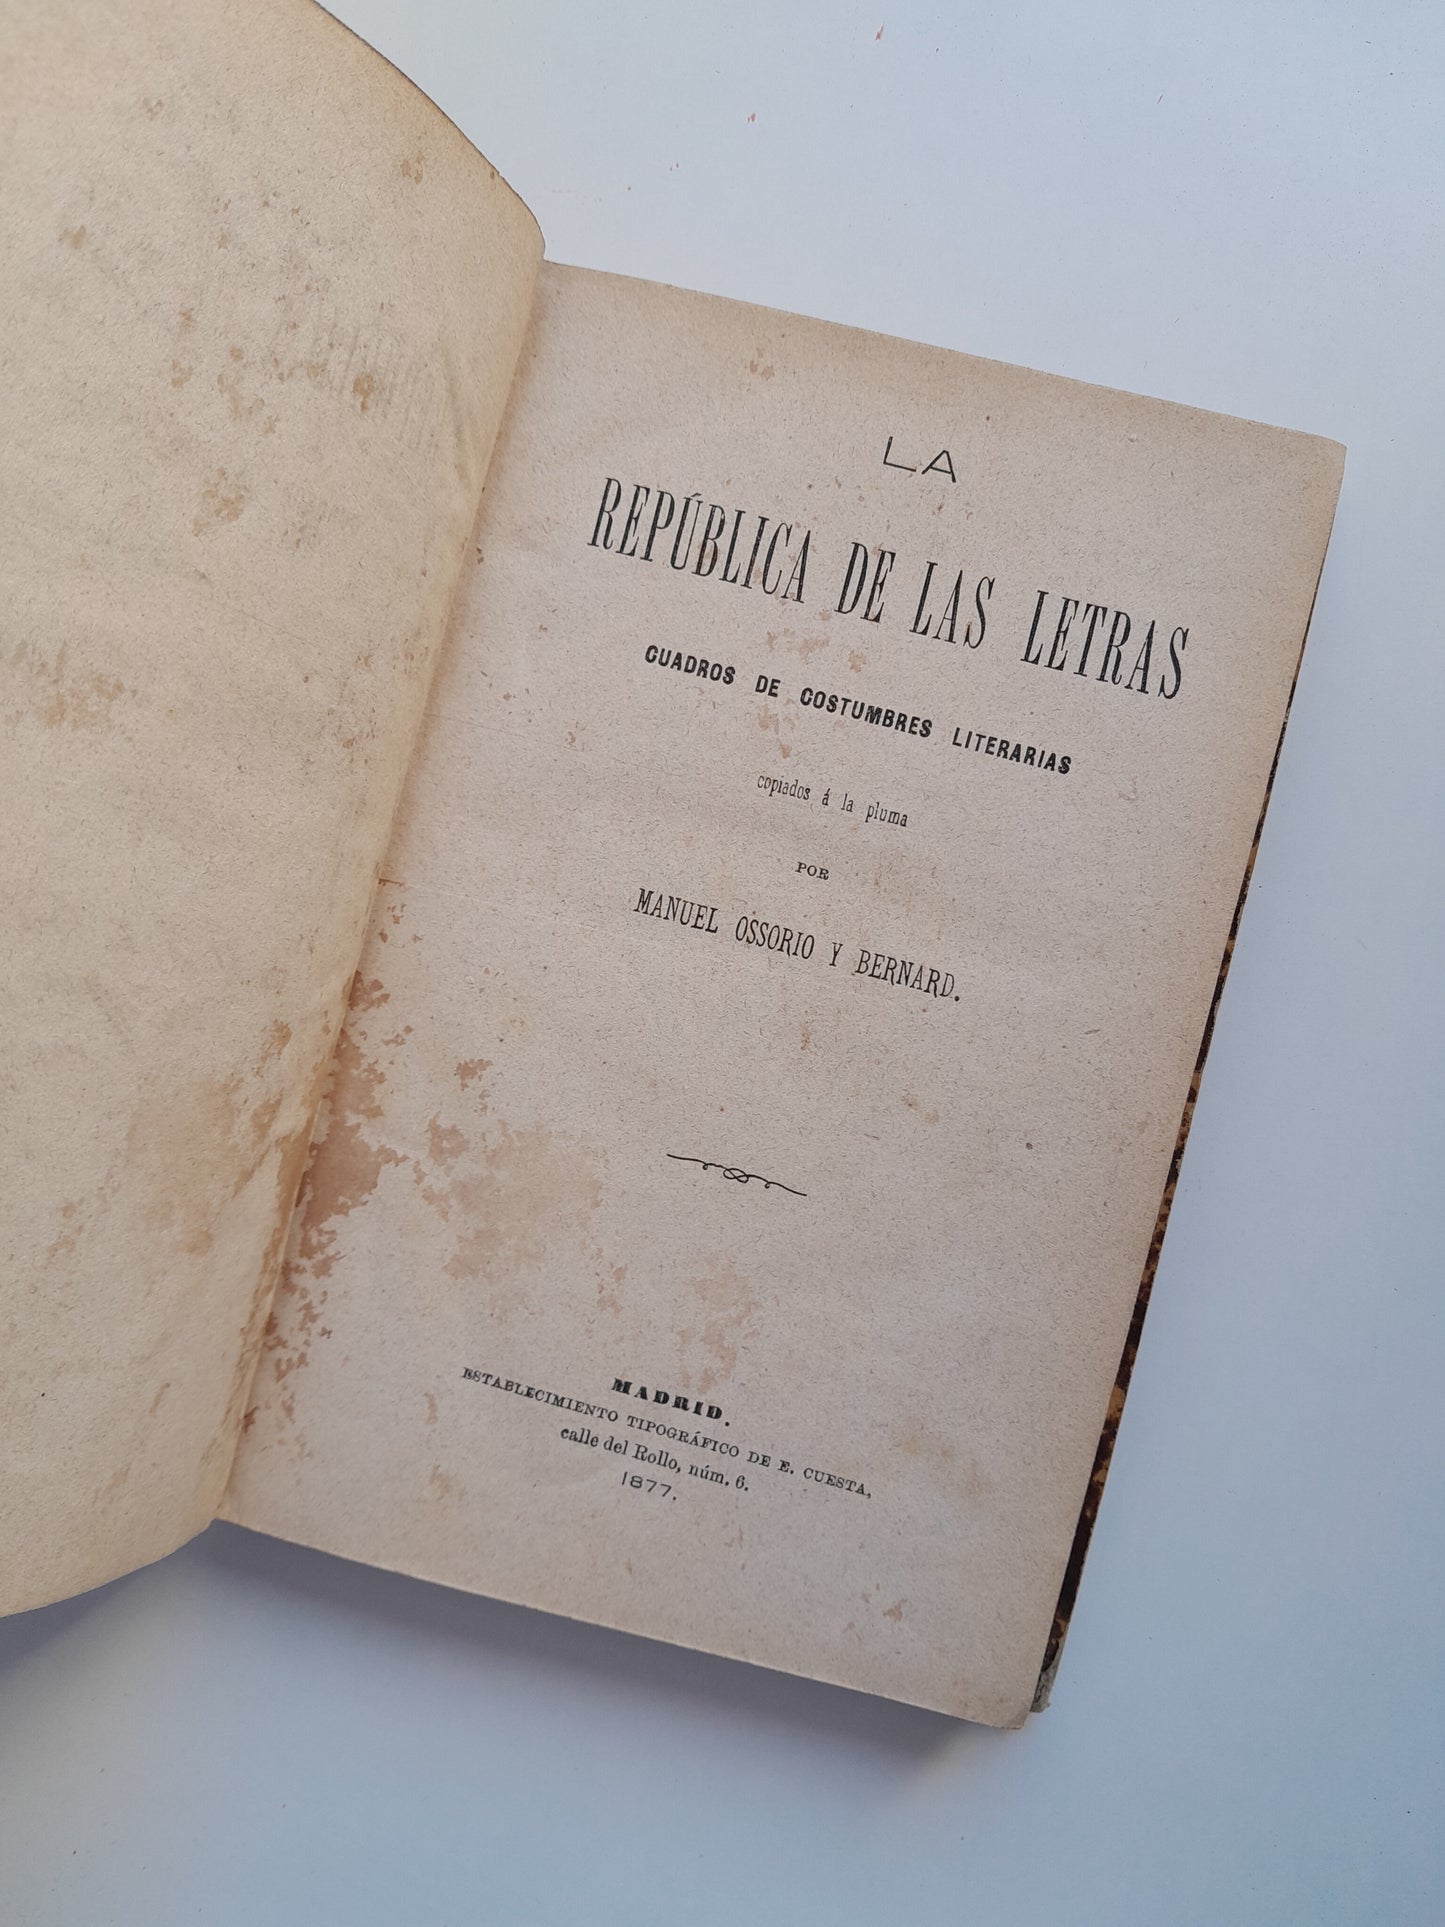 LA
REPÚBLICA DE LAS LETRAS
CUADROS DE COSTUMBRES LITERARIAS
copiados á la pluma
POR
MANUEL OSSORIO Y BERNARD.
MADRID.
ESTABLECIMIENTO TIPOGRÁFICO DE E. CUESTA,
calle del Rollo, núm. 6.
1877.